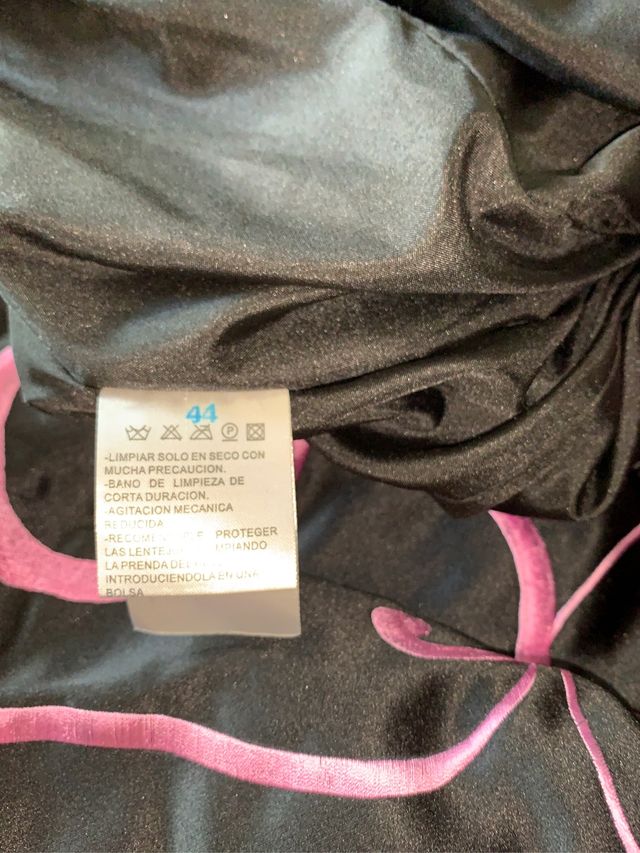 44
-LIMPIAR SOLO EN SECO CON
MUCHA PRECAUCION.
-BANO DE LIMPIEZA DE
CORTA DURACION.
-AGITACION MECANICA
REDUCIDA
PROTEGER
LAS
LA PRENDA
INTRODUCIENDOLA EN UNA
BOLSA